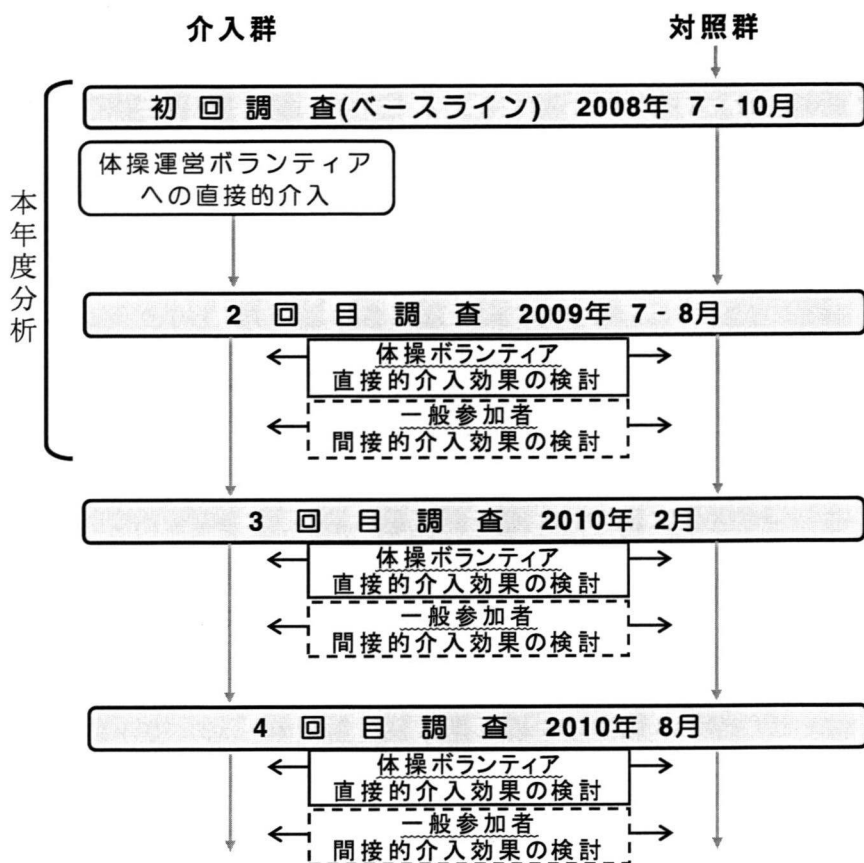 介入群
対照群
初 回 調 査(ベースライン) 2008年 7‐10月
体操運営ボランティア
への直接的介入
本年度分析
2 回 目 調 査 2009年 7‐8月
体操ボランティア
直接的介入効果の検討
一般参加者
間接的介入効果の検討
3 回 目 調 査 2010年 2月
体操ボランティア
直接的介入効果の検討
一般参加者
間接的介入効果の検討
4 回 目 調 査 2010年 8月
体操ボランティア
直接的介入効果の検討
一般参加者
間接的介入効果の検討